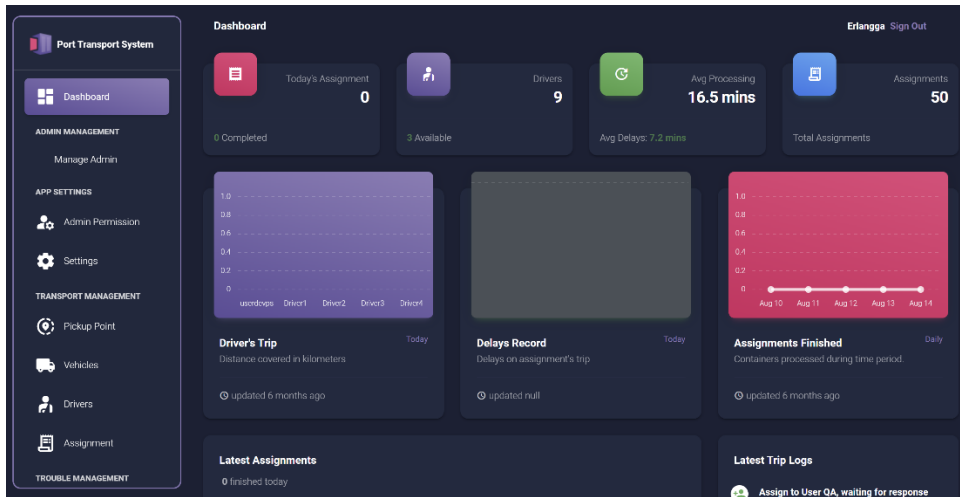 Port Transport System
Dashboard
ADMIN MANAGEMENT
Manage Admin
APP SETTINGS
Admin Permission
Settings
TRANSPORT MANAGEMENT
Pickup Point
Vehicles
Drivers
Assignment
TROUBLE MANAGEMENT
Dashboard
Erlangga Sign Out
Today's Assignment
0
0 Completed
Drivers
9
3 Available
Avg Processing
16.5 mins
Avg Delays: 7.2 mins
Assignments
50
Total Assignments
1.0
0.8
0.6
0.4
0.2
0
userdevps Driver1 Driver2 Driver3 Driver4
Driver's Trip
Today
Distance covered in kilometers
updated 6 months ago
Delays Record
Today
Delays on assignment's trip
updated null
1.0
0.8
0.6
0.4
0.2
0
Aug 10 Aug 11 Aug 12 Aug 13 Aug 14
Assignments Finished
Daily
Containers processed during time period.
updated 6 months ago
Latest Assignments
0 finished today
Latest Trip Logs
Assign to User QA, waiting for response